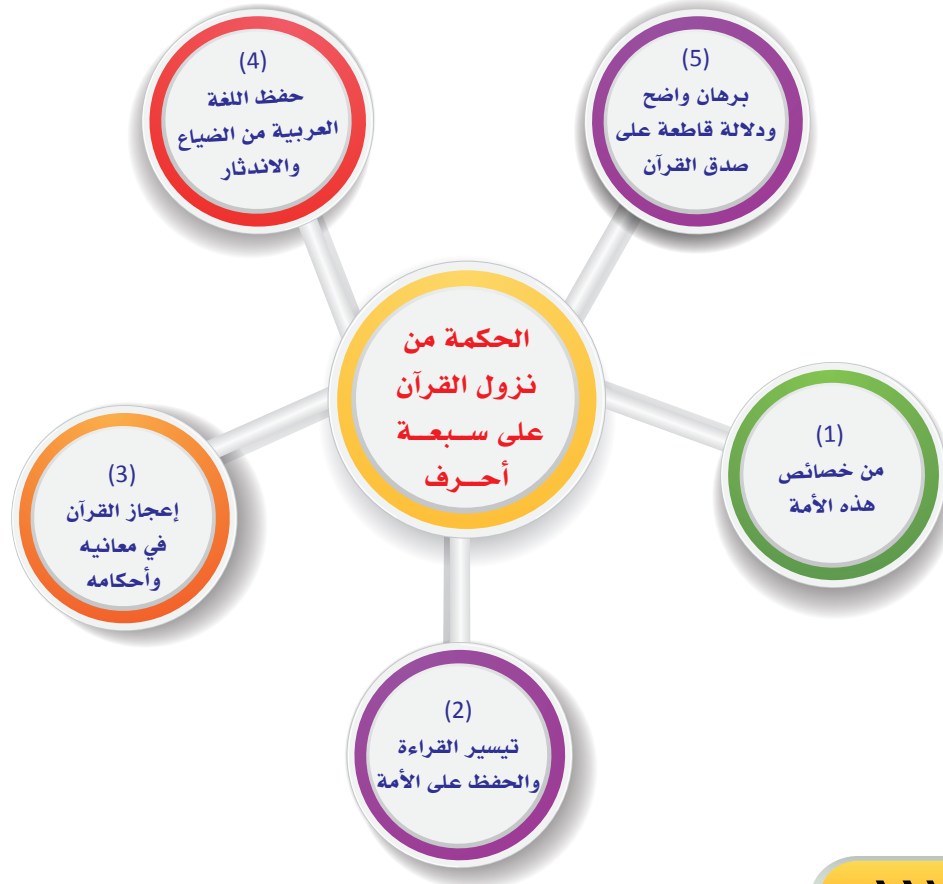 الحكمة من
نزول القرآن
على سبعة
أحرف
(1)
من خصائص
هذه الأمة
(2)
تيسير القراءة
والحفظ على الأمة
(3)
إعجاز القرآن
في معانيه
وأحكامه
(4)
حفظ اللغة
العربية من الضياع
والاندثار
(5)
برهان واضح
ودلالة قاطعة على
صدق القرآن